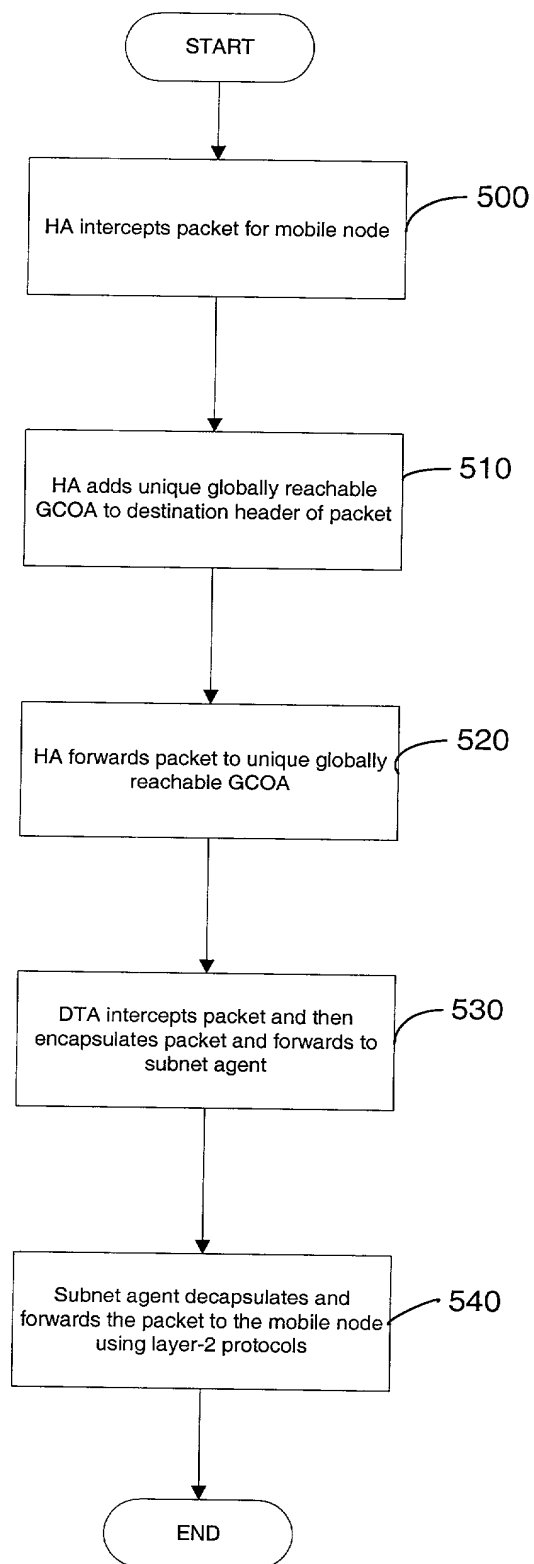 START
HA intercepts packet for mobile node
500
HA adds unique globally reachable
GCOA to destination header of packet
510
HA forwards packet to unique globally
reachable GCOA
520
DTA intercepts packet and then
encapsulates packet and forwards to
subnet agent
530
Subnet agent decapsulates and
forwards the packet to the mobile node
using layer-2 protocols
540
END